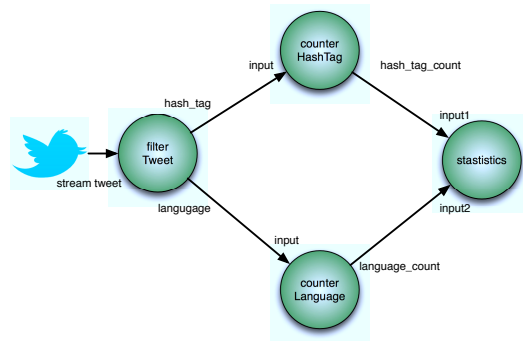 counter
HashTag
input
hash_tag_count
hash_tag
input1
filter
Tweet
stastistics
stream tweet
langugage
input2
input
language_count
counter
Language